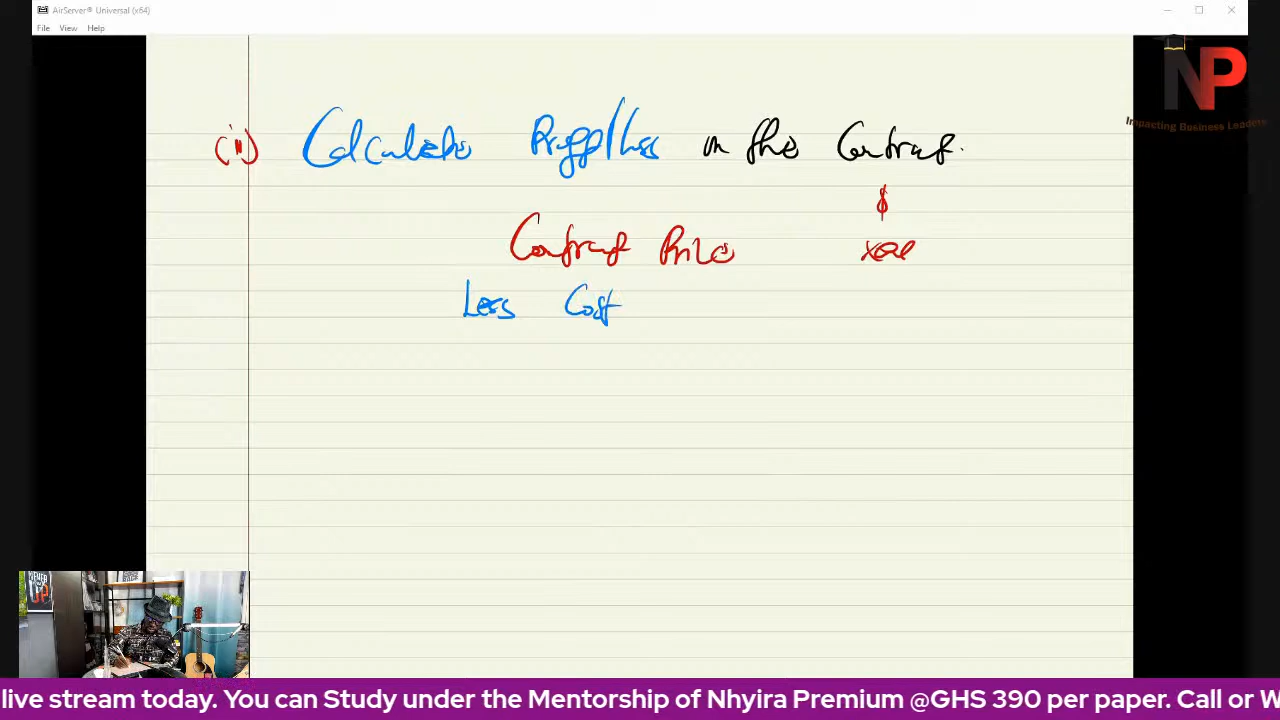 AirServer® Universal (x64)
File View Help
NP
Impacting Business Leaders
(ii) Calculate Profit/Loss on the Contract.
$
Contract Price xxx
Less Cost
live stream today. You can Study under the Mentorship of Nhyira Premium @GHS 390 per paper. Call or W